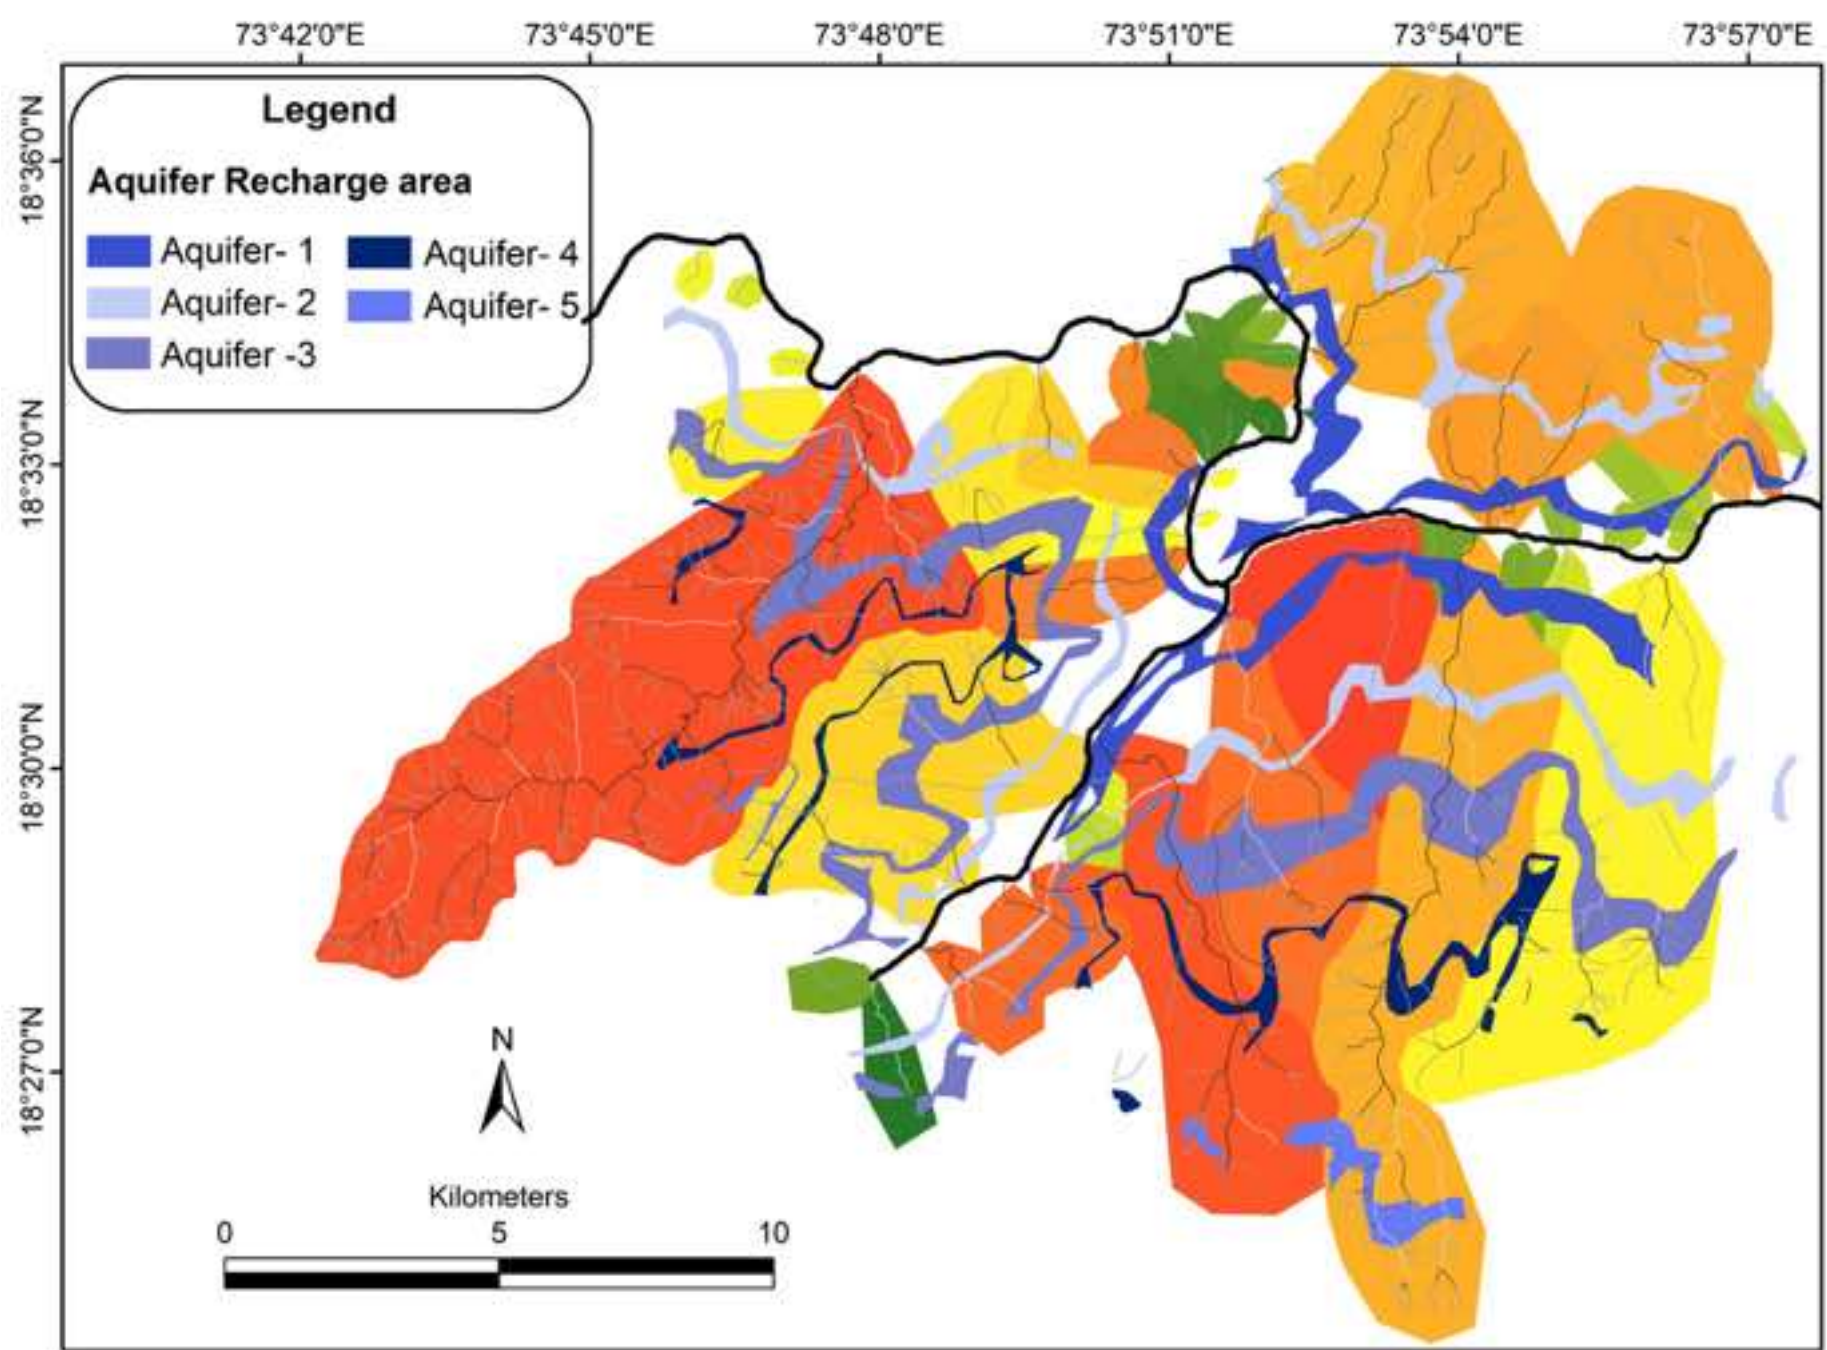 73°42'0"E 73°45'0"E 73°48'0"E 73°51'0"E 73°54'0"E 73°57'0"E
18°36'0"N
18°33'0"N
18°30'0"N
18°27'0"N
Legend
Aquifer Recharge area
Aquifer- 1 Aquifer- 4
Aquifer- 2 Aquifer- 5
Aquifer -3
N
Kilometers
0 5 10